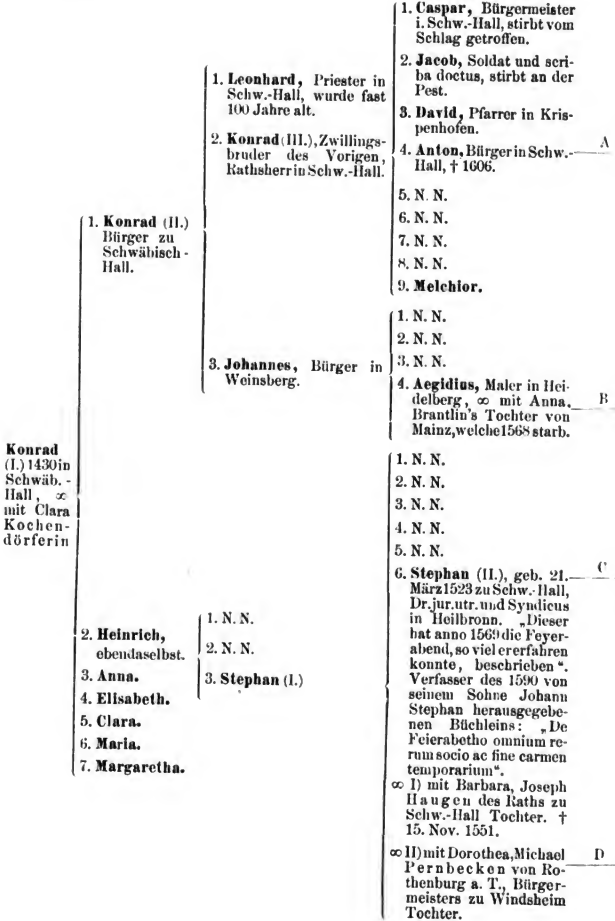 Konrad
(I.) 1430 in
Schwäb.-
Hall, ∞
mit Clara
Kochen-
dörferin
1. Konrad (II.)
Bürger zu
Schwäbisch-
Hall.
2. Heinrich,
ebendaselbst.
3. Anna.
4. Elisabeth.
5. Clara.
6. Maria.
7. Margaretha.
1. Leonhard, Priester in
Schw.-Hall, wurde fast
100 Jahre alt.
2. Konrad (III.), Zwillings-
bruder des Vorigen,
Rathsherr in Schw.-Hall.
3. Johannes, Bürger in
Weinsberg.
1. N. N.
2. N. N.
3. Stephan (I.)
1. Caspar, Bürgermeister
i. Schw.-Hall, stirbt vom
Schlag getroffen.
2. Jacob, Soldat und scri-
ba doctus, stirbt an der
Pest.
3. David, Pfarrer in Kris-
penhofen.
4. Anton, Bürger in Schw.- A
Hall, † 1606.
5. N. N.
6. N. N.
7. N. N.
8. N. N.
9. Melchior.
1. N. N.
2. N. N.
3. N. N.
4. Aegidius, Maler in Hei-
delberg, ∞ mit Anna, B
Brantlin's Tochter von
Mainz, welche 1568 starb.
1. N. N.
2. N. N.
3. N. N.
4. N. N.
5. N. N.
6. Stephan (II.), geb. 21. C
März 1523 zu Schw.-Hall,
Dr. jur. utr. und Syndicus
in Heilbronn. „Dieser
hat anno 1569 die Feyer-
abend, so viel er erfahren
konnte, beschrieben“.
Verfasser des 1590 von
seinem Sohne Johann
Stephan herausgegebe-
nen Büchleins: „De
Feierabetho omnium re-
rum socio ac fine carmen
temporarium“.
∞ I) mit Barbara, Joseph
Haugen des Raths zu
Schw.-Hall Tochter. †
15. Nov. 1551.
∞ II) mit Dorothea, Michael D
Pernbecken von Ro-
thenburg a. T., Bürger-
meisters zu Windsheim
Tochter.